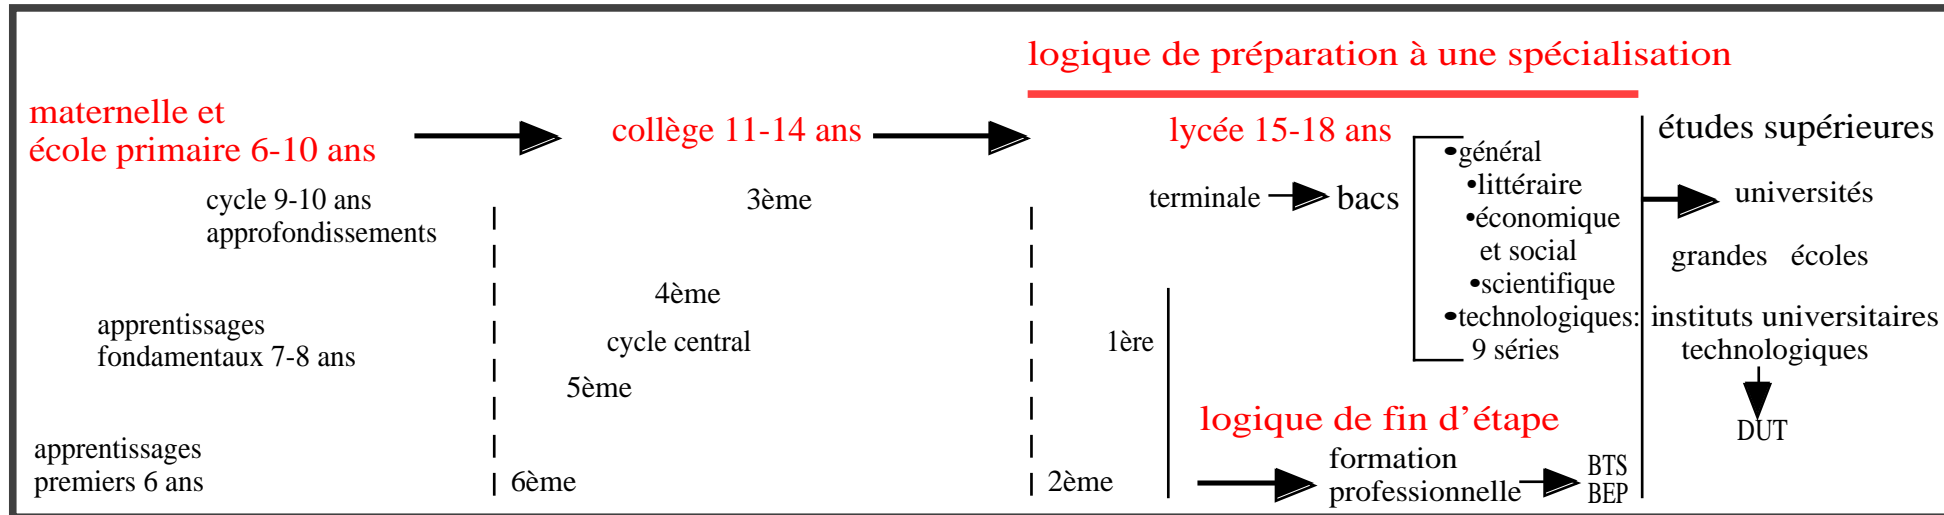 logique de préparation à une spécialisation
maternelle et
école primaire 6-10 ans
collège 11-14 ans
lycée 15-18 ans
études supérieures
cycle 9-10 ans
approfondissements
apprentissages
fondamentaux 7-8 ans
apprentissages
premiers 6 ans
3ème
4ème
cycle central
5ème
6ème
terminale
bacs
1ère
2ème
•général
•littéraire
•économique
et social
•scientifique
•technologiques:
9 séries
logique de fin d’étape
formation
professionnelle
BTS
BEP
universités
grandes écoles
instituts universitaires
technologiques
DUT